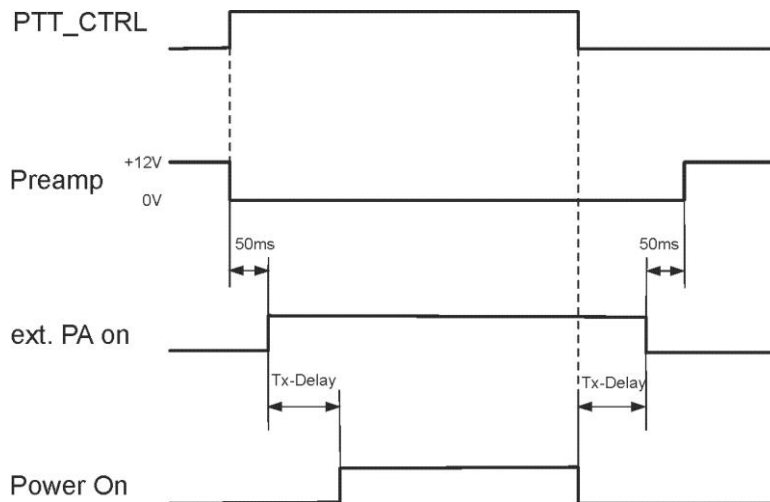 PTT_CTRL
+12V
Preamp
0V
50ms
50ms
ext. PA on
Tx-Delay
Tx-Delay
Power On